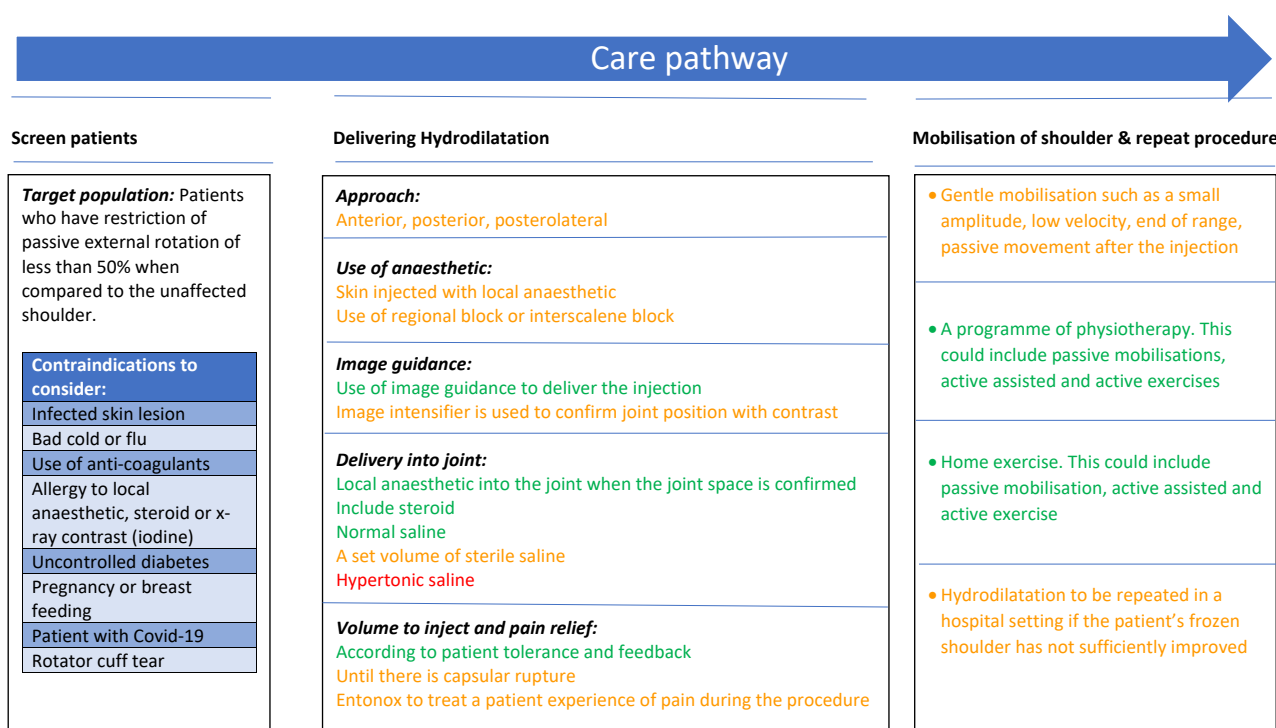 Care pathway
Screen patients
Target population: Patients
who have restriction of
passive external rotation of
less than 50% when
compared to the unaffected
shoulder.
Contraindications to
consider:
Infected skin lesion
Bad cold or flu
Use of anti-coagulants
Allergy to local
anaesthetic, steroid or x-
ray contrast (iodine)
Uncontrolled diabetes
Pregnancy or breast
feeding
Patient with Covid-19
Rotator cuff tear
Delivering Hydrodilatation
Approach:
Anterior, posterior, posterolateral
Use of anaesthetic:
Skin injected with local anaesthetic
Use of regional block or interscalene block
Image guidance:
Use of image guidance to deliver the injection
Image intensifier is used to confirm joint position with contrast
Delivery into joint:
Local anaesthetic into the joint when the joint space is confirmed
Include steroid
Normal saline
A set volume of sterile saline
Hypertonic saline
Volume to inject and pain relief:
According to patient tolerance and feedback
Until there is capsular rupture
Entonox to treat a patient experience of pain during the procedure
Mobilisation of shoulder & repeat procedure
• Gentle mobilisation such as a small
amplitude, low velocity, end of range,
passive movement after the injection
• A programme of physiotherapy. This
could include passive mobilisations,
active assisted and active exercises
• Home exercise. This could include
passive mobilisation, active assisted and
active exercise
• Hydrodilatation to be repeated in a
hospital setting if the patient's frozen
shoulder has not sufficiently improved